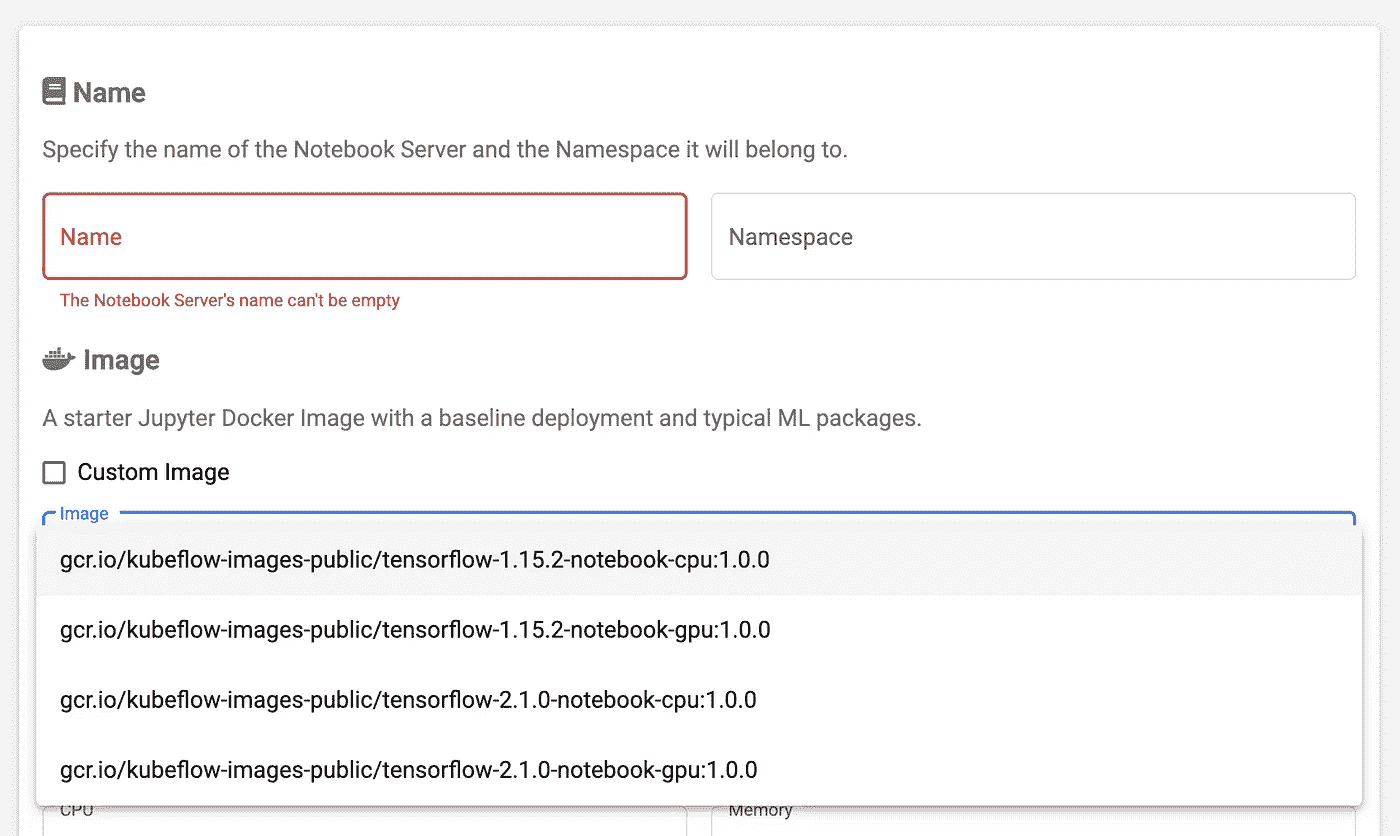 Name
Specify the name of the Notebook Server and the Namespace it will belong to.
Name
Namespace
The Notebook Server's name can't be empty
Image
A starter Jupyter Docker Image with a baseline deployment and typical ML packages.
Custom Image
Image
gcr.io/kubeflow-images-public/tensorflow-1.15.2-notebook-cpu:1.0.0
gcr.io/kubeflow-images-public/tensorflow-1.15.2-notebook-gpu:1.0.0
gcr.io/kubeflow-images-public/tensorflow-2.1.0-notebook-cpu:1.0.0
gcr.io/kubeflow-images-public/tensorflow-2.1.0-notebook-gpu:1.0.0
CPU
Memory